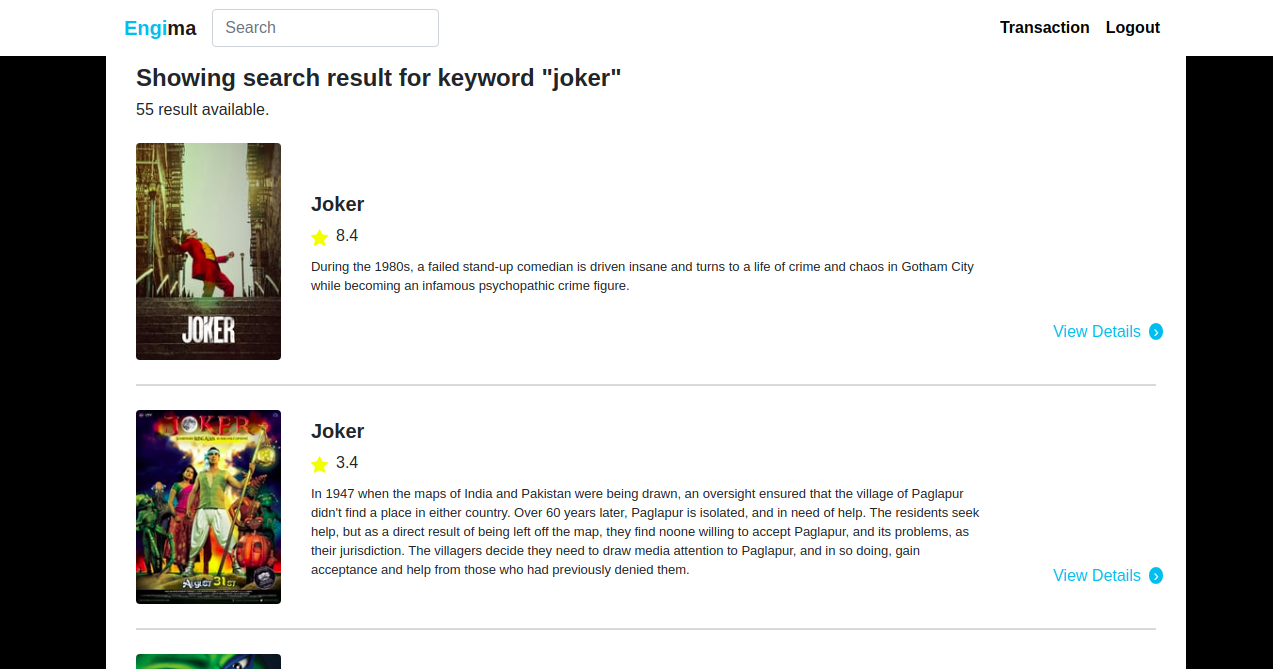 Engima
Search
Transaction
Logout
Showing search result for keyword "joker"
55 result available.
JOKER
Joker
8.4
During the 1980s, a failed stand-up comedian is driven insane and turns to a life of crime and chaos in Gotham City
while becoming an infamous psychopathic crime figure.
View Details
JOKER
August 31st
Joker
3.4
In 1947 when the maps of India and Pakistan were being drawn, an oversight ensured that the village of Paglapur
didn't find a place in either country. Over 60 years later, Paglapur is isolated, and in need of help. The residents seek
help, but as a direct result of being left off the map, they find noone willing to accept Paglapur, and its problems, as
their jurisdiction. The villagers decide they need to draw media attention to Paglapur, and in so doing, gain
acceptance and help from those who had previously denied them.
View Details